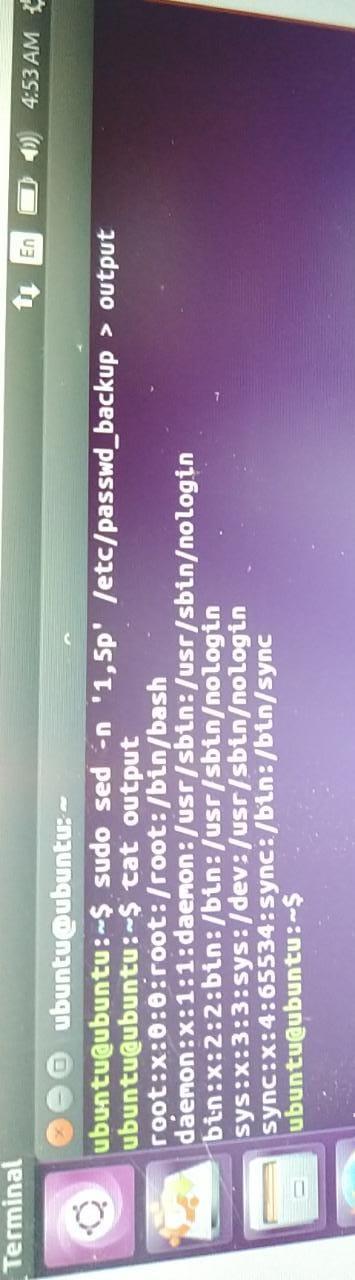 Terminal
En
4:53 AM
ubuntu@ubuntu: ~
ubuntu@ubuntu:~$ sudo sed -n '1,5p' /etc/passwd_backup > output
ubuntu@ubuntu:~$ cat output
root:x:0:0:root:/root:/bin/bash
daemon:x:1:1:daemon:/usr/sbin:/usr/sbin/nologin
bin:x:2:2:bin:/bin:/usr/sbin/nologin
sys:x:3:3:sys:/dev:/usr/sbin/nologin
sync:x:4:65534:sync:/bin:/bin/sync
ubuntu@ubuntu:~$